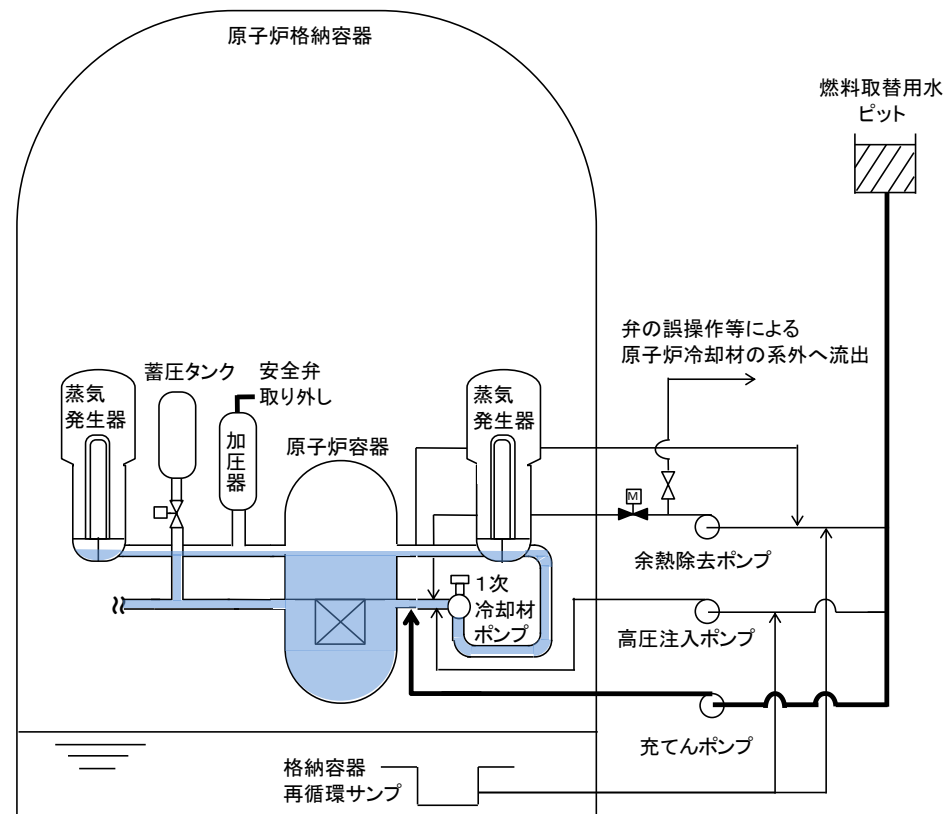 原子炉格納容器
燃料取替用水
ピット
弁の誤操作等による
原子炉冷却材の系外へ流出
蓄圧タンク
安全弁
取り外し
蒸気
発生器
蒸気
発生器
加圧器
原子炉容器
M
余熱除去ポンプ
1次
冷却材
ポンプ
高圧注入ポンプ
充てんポンプ
格納容器
再循環サンプ